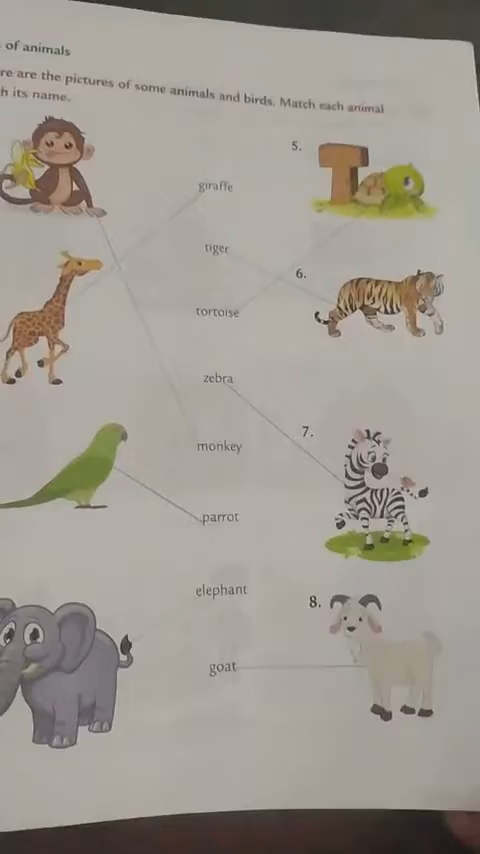 of animals
re are the pictures of some animals and birds. Match each animal
h its name.
5.
giraffe
T
tiger
6.
tortoise
zebra
7.
monkey
parrot
elephant
8.
goat